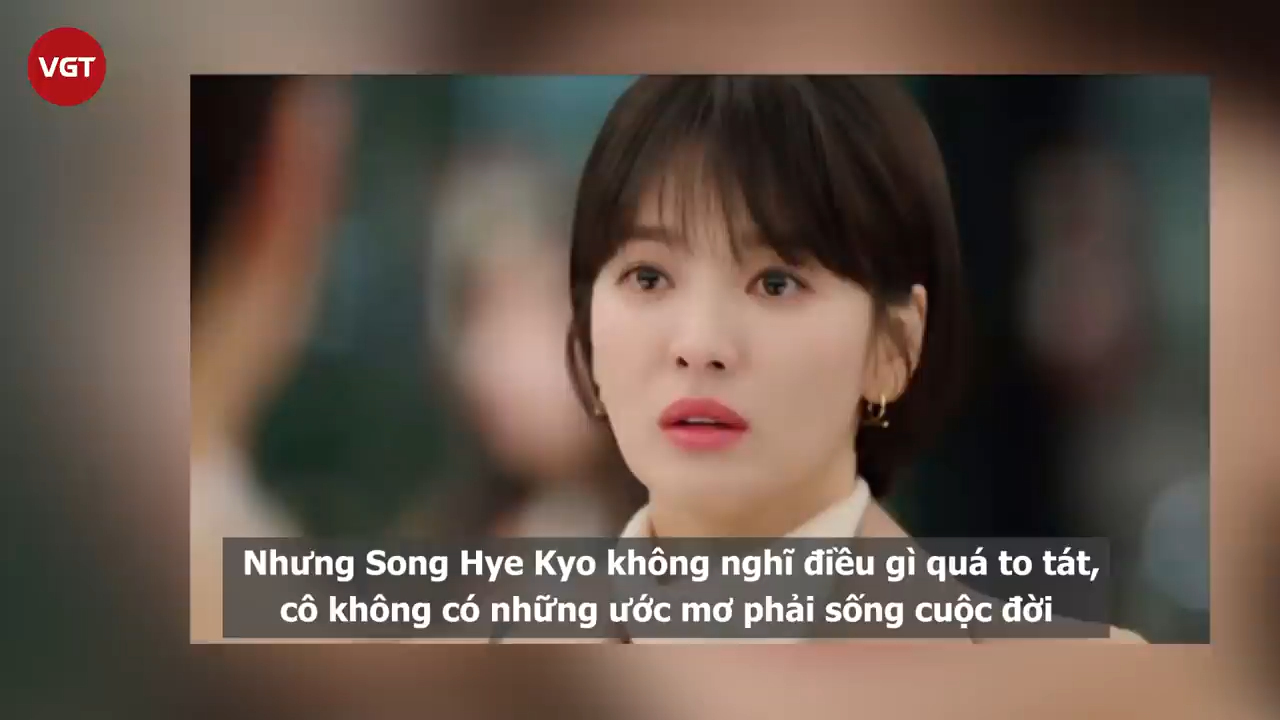 VGT
Nhưng Song Hye Kyo không nghĩ điều gì quá to tát,
cô không có những ước mơ phải sống cuộc đời